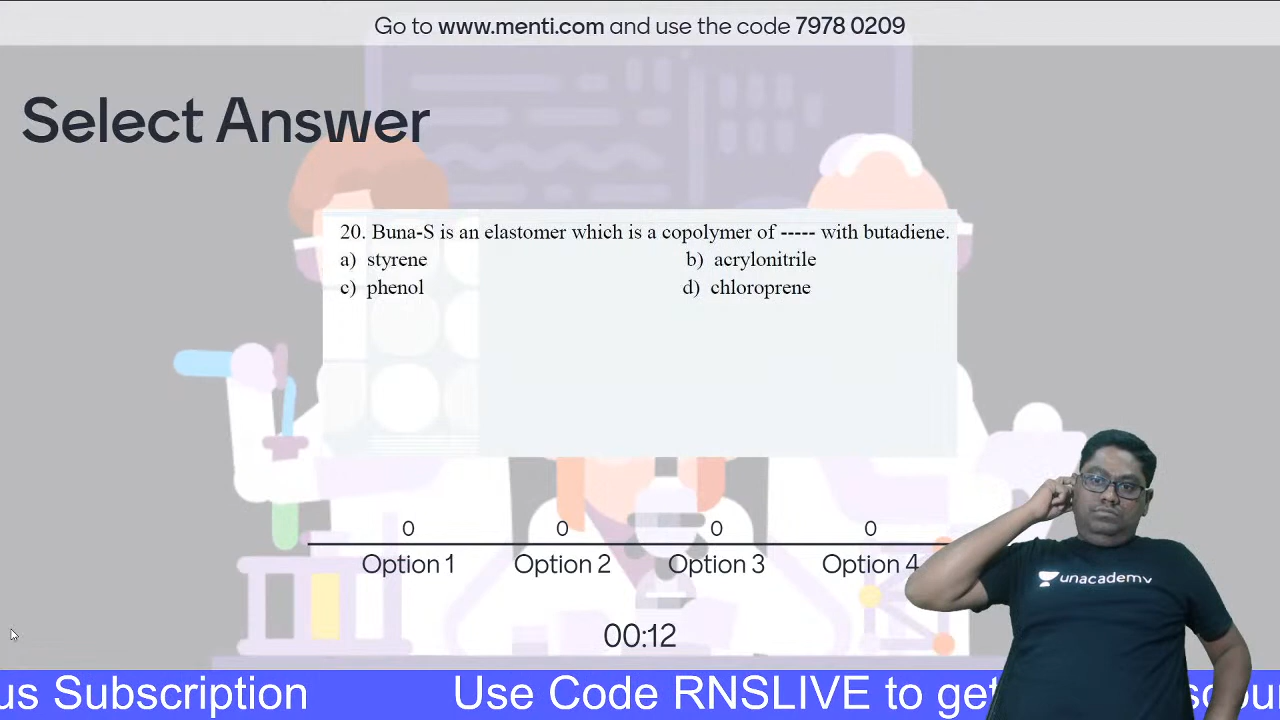 Go to www.menti.com and use the code 7978 0209
Select Answer
20. Buna-S is an elastomer which is a copolymer of ----- with butadiene.
a) styrene b) acrylonitrile
c) phenol d) chloroprene
0 0 0 0
Option 1 Option 2 Option 3 Option 4
unacademy
00:12
us Subscription Use Code RNSLIVE to get